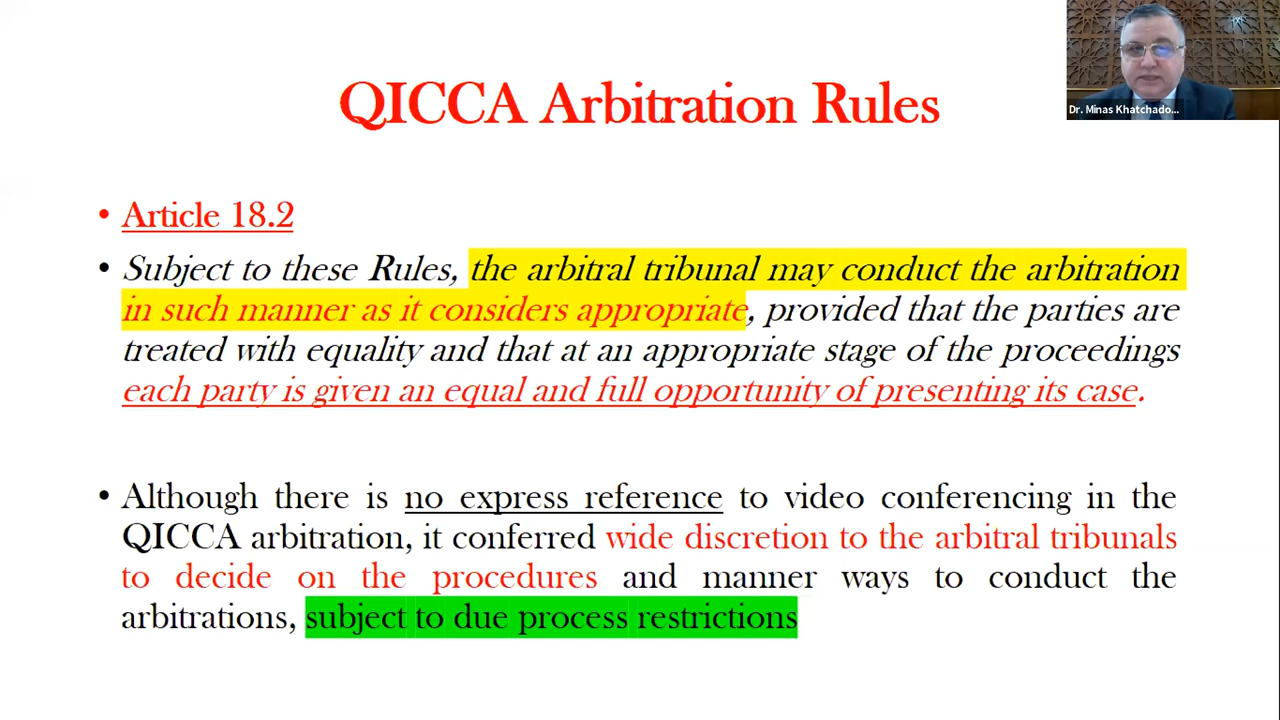 QICCA Arbitration Rules
Dr. Minas Khatchado...
• Article 18.2
• Subject to these Rules, the arbitral tribunal may conduct the arbitration
in such manner as it considers appropriate, provided that the parties are
treated with equality and that at an appropriate stage of the proceedings
each party is given an equal and full opportunity of presenting its case.
• Although there is no express reference to video conferencing in the
QICCA arbitration, it conferred wide discretion to the arbitral tribunals
to decide on the procedures and manner ways to conduct the
arbitrations, subject to due process restrictions